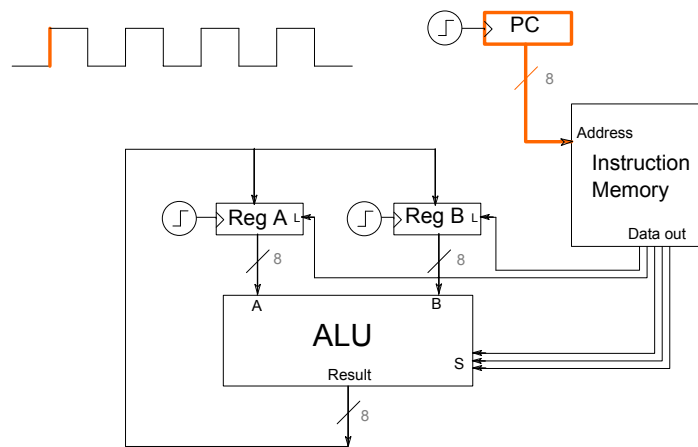 PC
8
Address
Instruction
Memory
Data out
Reg A L
Reg B L
8
8
A
B
ALU
S
Result
8